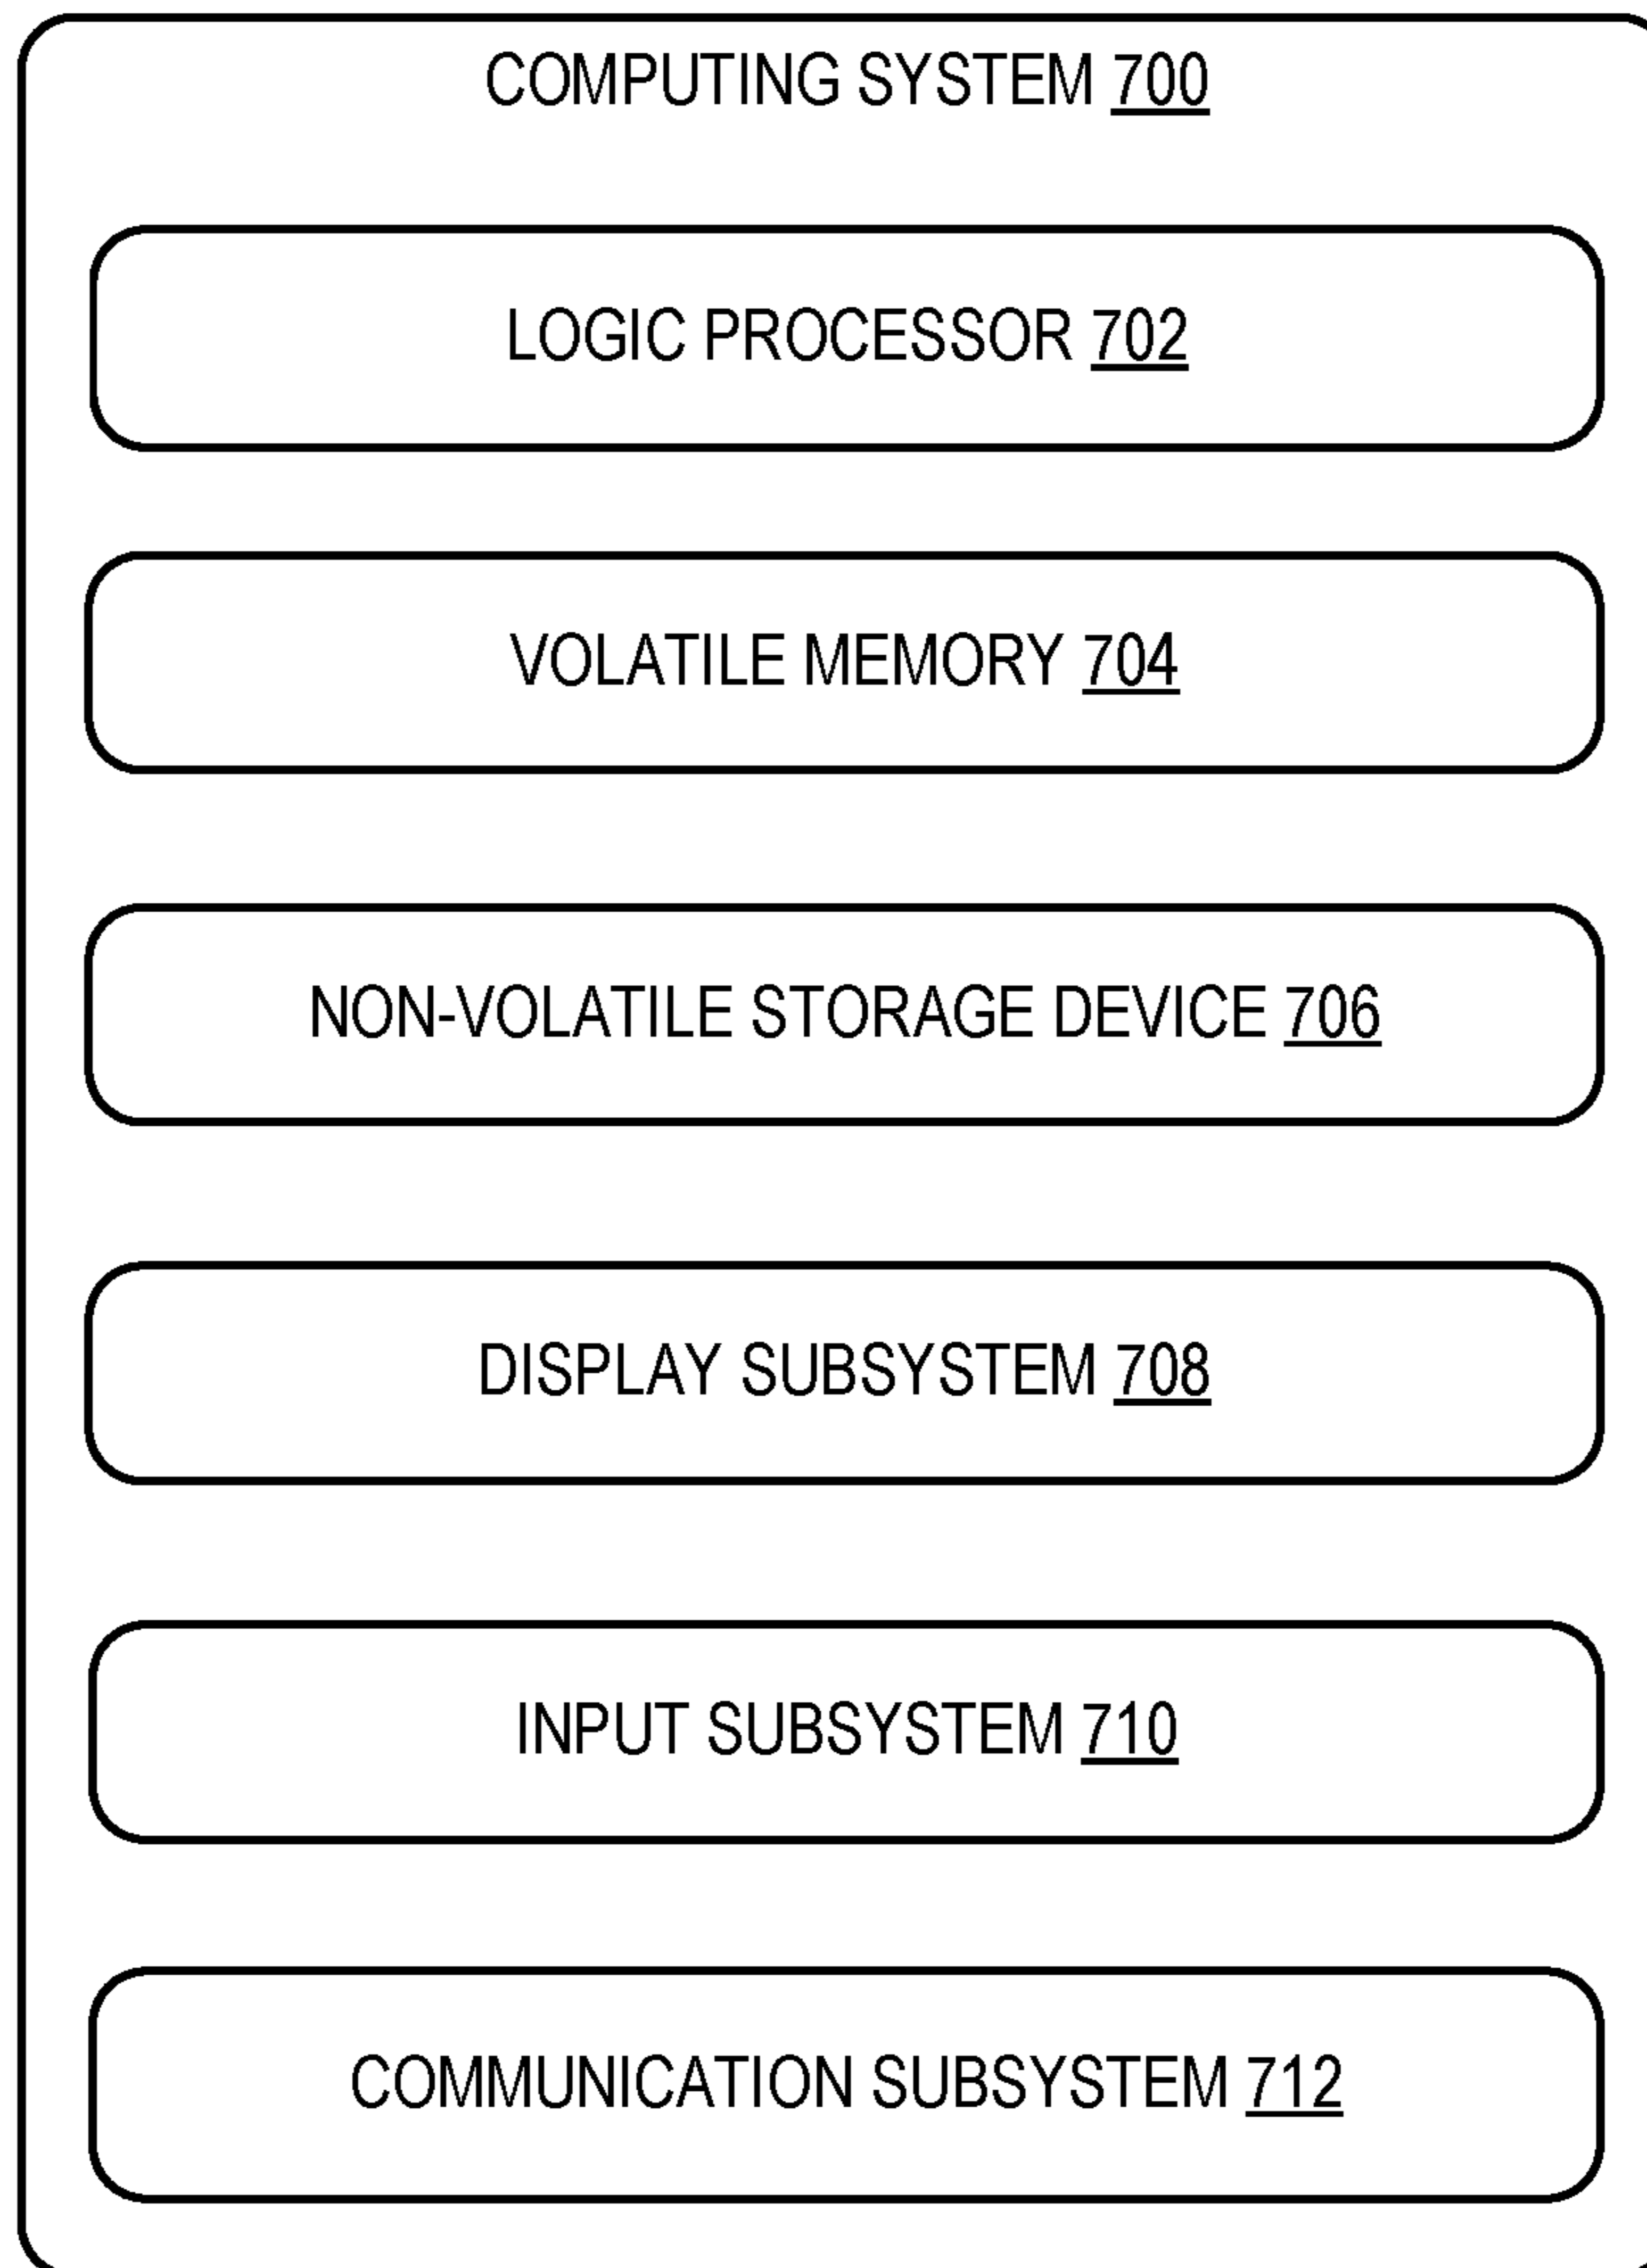 COMPUTING SYSTEM 700
LOGIC PROCESSOR 702
VOLATILE MEMORY 704
NON-VOLATILE STORAGE DEVICE 706
DISPLAY SUBSYSTEM 708
INPUT SUBSYSTEM 710
COMMUNICATION SUBSYSTEM 712